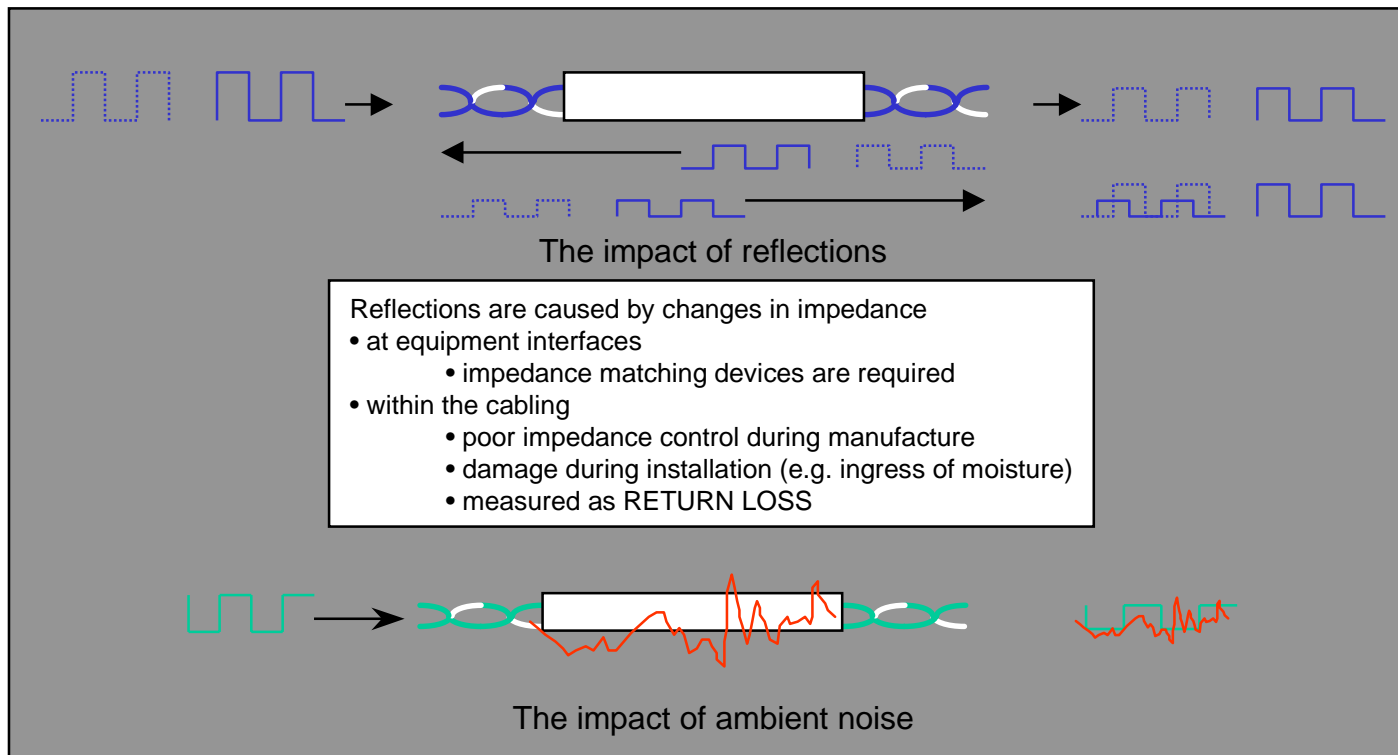 The impact of reflections
Reflections are caused by changes in impedance
• at equipment interfaces
• impedance matching devices are required
• within the cabling
• poor impedance control during manufacture
• damage during installation (e.g. ingress of moisture)
• measured as RETURN LOSS
The impact of ambient noise